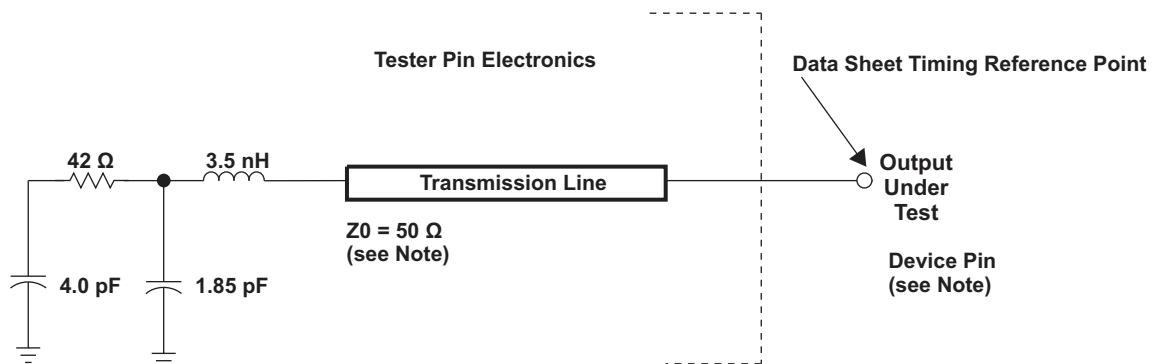 Tester Pin Electronics
Data Sheet Timing Reference Point
42 Ω
3.5 nH
Transmission Line
Output
Under
Test
Z0 = 50 Ω
(see Note)
Device Pin
(see Note)
4.0 pF
1.85 pF